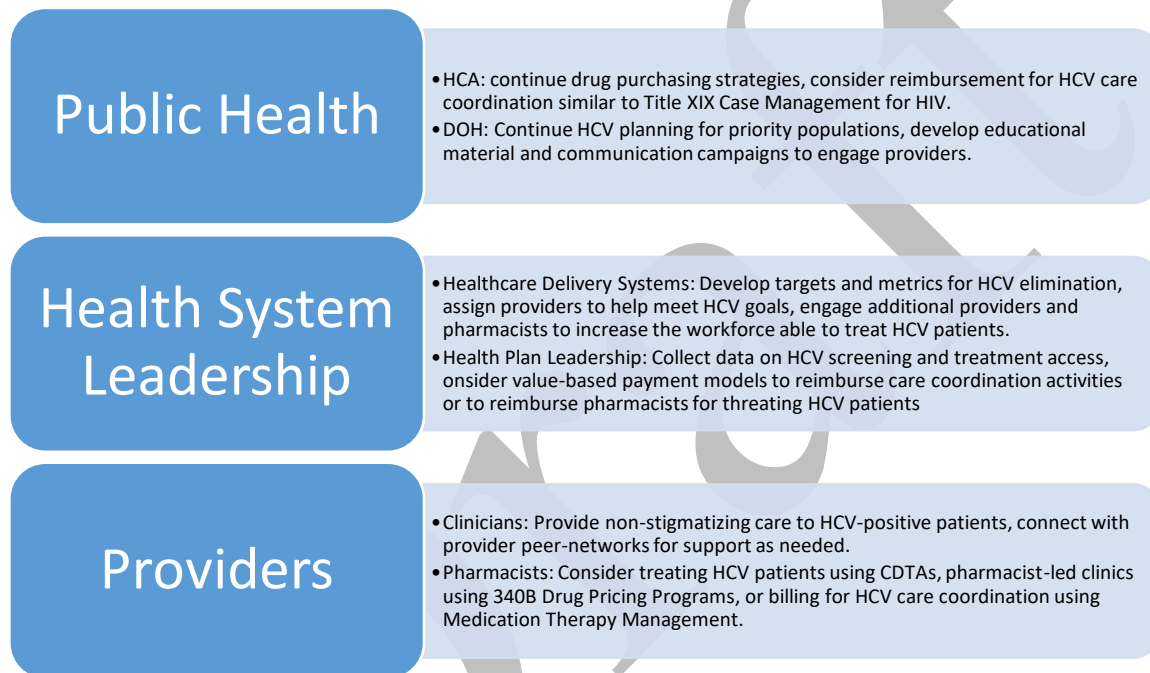 Public Health
•HCA: continue drug purchasing strategies, consider reimbursement for HCV care
coordination similar to Title XIX Case Management for HIV.
•DOH: Continue HCV planning for priority populations, develop educational
material and communication campaigns to engage providers.
Health System
Leadership
•Healthcare Delivery Systems: Develop targets and metrics for HCV elimination,
assign providers to help meet HCV goals, engage additional providers and
pharmacists to increase the workforce able to treat HCV patients.
•Health Plan Leadership: Collect data on HCV screening and treatment access,
onsider value-based payment models to reimburse care coordination activities
or to reimburse pharmacists for threating HCV patients
Providers
•Clinicians: Provide non-stigmatizing care to HCV-positive patients, connect with
provider peer-networks for support as needed.
•Pharmacists: Consider treating HCV patients using CDTAs, pharmacist-led clinics
using 340B Drug Pricing Programs, or billing for HCV care coordination using
Medication Therapy Management.